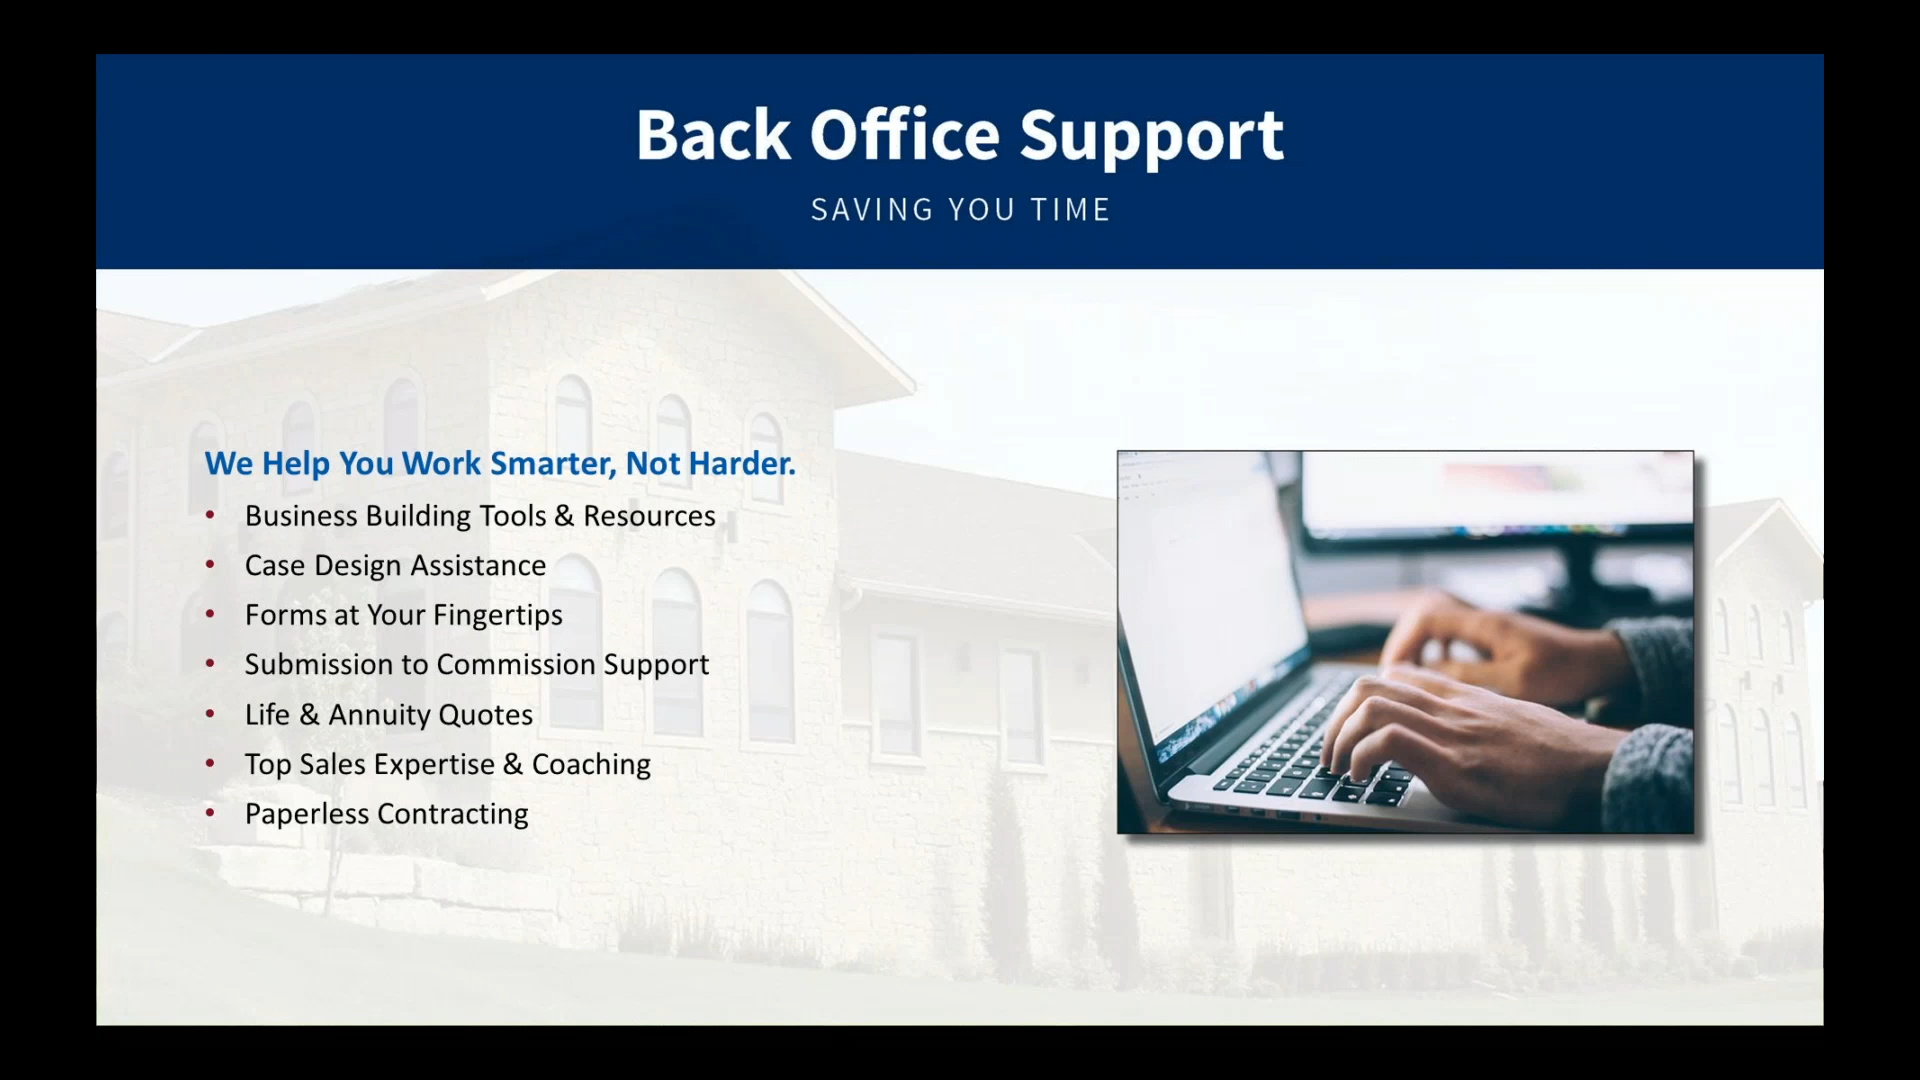 Back Office Support
SAVING YOU TIME
We Help You Work Smarter, Not Harder.
• Business Building Tools & Resources
• Case Design Assistance
• Forms at Your Fingertips
• Submission to Commission Support
• Life & Annuity Quotes
• Top Sales Expertise & Coaching
• Paperless Contracting